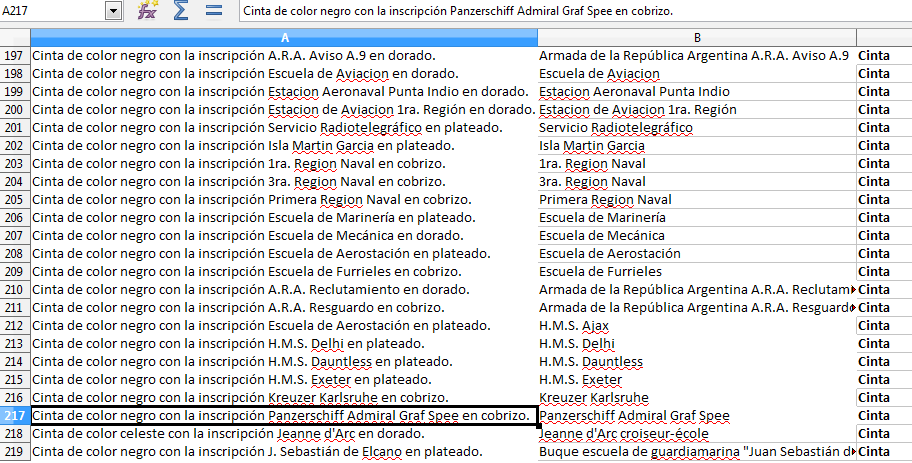 A217 Cinta de color negro con la inscripción Panzerschiff Admiral Graf Spee en cobrizo.
A B
197 Cinta de color negro con la inscripción A.R.A. Aviso A.9 en dorado. Armada de la República Argentina A.R.A. Aviso A.9 Cinta
198 Cinta de color negro con la inscripción Escuela de Aviacion en dorado. Escuela de Aviacion Cinta
199 Cinta de color negro con la inscripción Estacion Aeronaval Punta Indio en dorado. Estacion Aeronaval Punta Indio Cinta
200 Cinta de color negro con la inscripción Estacion de Aviacion 1ra. Región en dorado. Estacion de Aviacion 1ra. Región Cinta
201 Cinta de color negro con la inscripción Servicio Radiotelegráfico en plateado. Servicio Radiotelegráfico Cinta
202 Cinta de color negro con la inscripción Isla Martin Garcia en plateado. Isla Martin Garcia Cinta
203 Cinta de color negro con la inscripción 1ra. Region Naval en cobrizo. 1ra. Region Naval Cinta
204 Cinta de color negro con la inscripción 3ra. Region Naval en cobrizo. 3ra. Region Naval Cinta
205 Cinta de color negro con la inscripción Primera Region Naval en cobrizo. Primera Region Naval Cinta
206 Cinta de color negro con la inscripción Escuela de Marinería en plateado. Escuela de Marinería Cinta
207 Cinta de color negro con la inscripción Escuela de Mecánica en dorado. Escuela de Mecánica Cinta
208 Cinta de color negro con la inscripción Escuela de Aerostación en plateado. Escuela de Aerostación Cinta
209 Cinta de color negro con la inscripción Escuela de Furrieles en cobrizo. Escuela de Furrieles Cinta
210 Cinta de color negro con la inscripción A.R.A. Reclutamiento en dorado. Armada de la República Argentina A.R.A. Reclutam Cinta
211 Cinta de color negro con la inscripción A.R.A. Resguardo en cobrizo. Armada de la República Argentina A.R.A. Resguardo Cinta
212 Cinta de color negro con la inscripción Escuela de Aerostación en plateado. H.M.S. Ajax Cinta
213 Cinta de color negro con la inscripción H.M.S. Delhi en plateado. H.M.S. Delhi Cinta
214 Cinta de color negro con la inscripción H.M.S. Dauntless en plateado. H.M.S. Dauntless Cinta
215 Cinta de color negro con la inscripción H.M.S. Exeter en plateado. H.M.S. Exeter Cinta
216 Cinta de color negro con la inscripción Kreuzer Karlsruhe en cobrizo. Kreuzer Karlsruhe Cinta
217 Cinta de color negro con la inscripción Panzerschiff Admiral Graf Spee en cobrizo. Panzerschiff Admiral Graf Spee Cinta
218 Cinta de color celeste con la inscripción Jeanne d'Arc en dorado. Jeanne d'Arc croiseur-école Cinta
219 Cinta de color negro con la inscripción J. Sebastián de Elcano en plateado. Buque escuela de guardiamarina "Juan Sebastián d Cinta